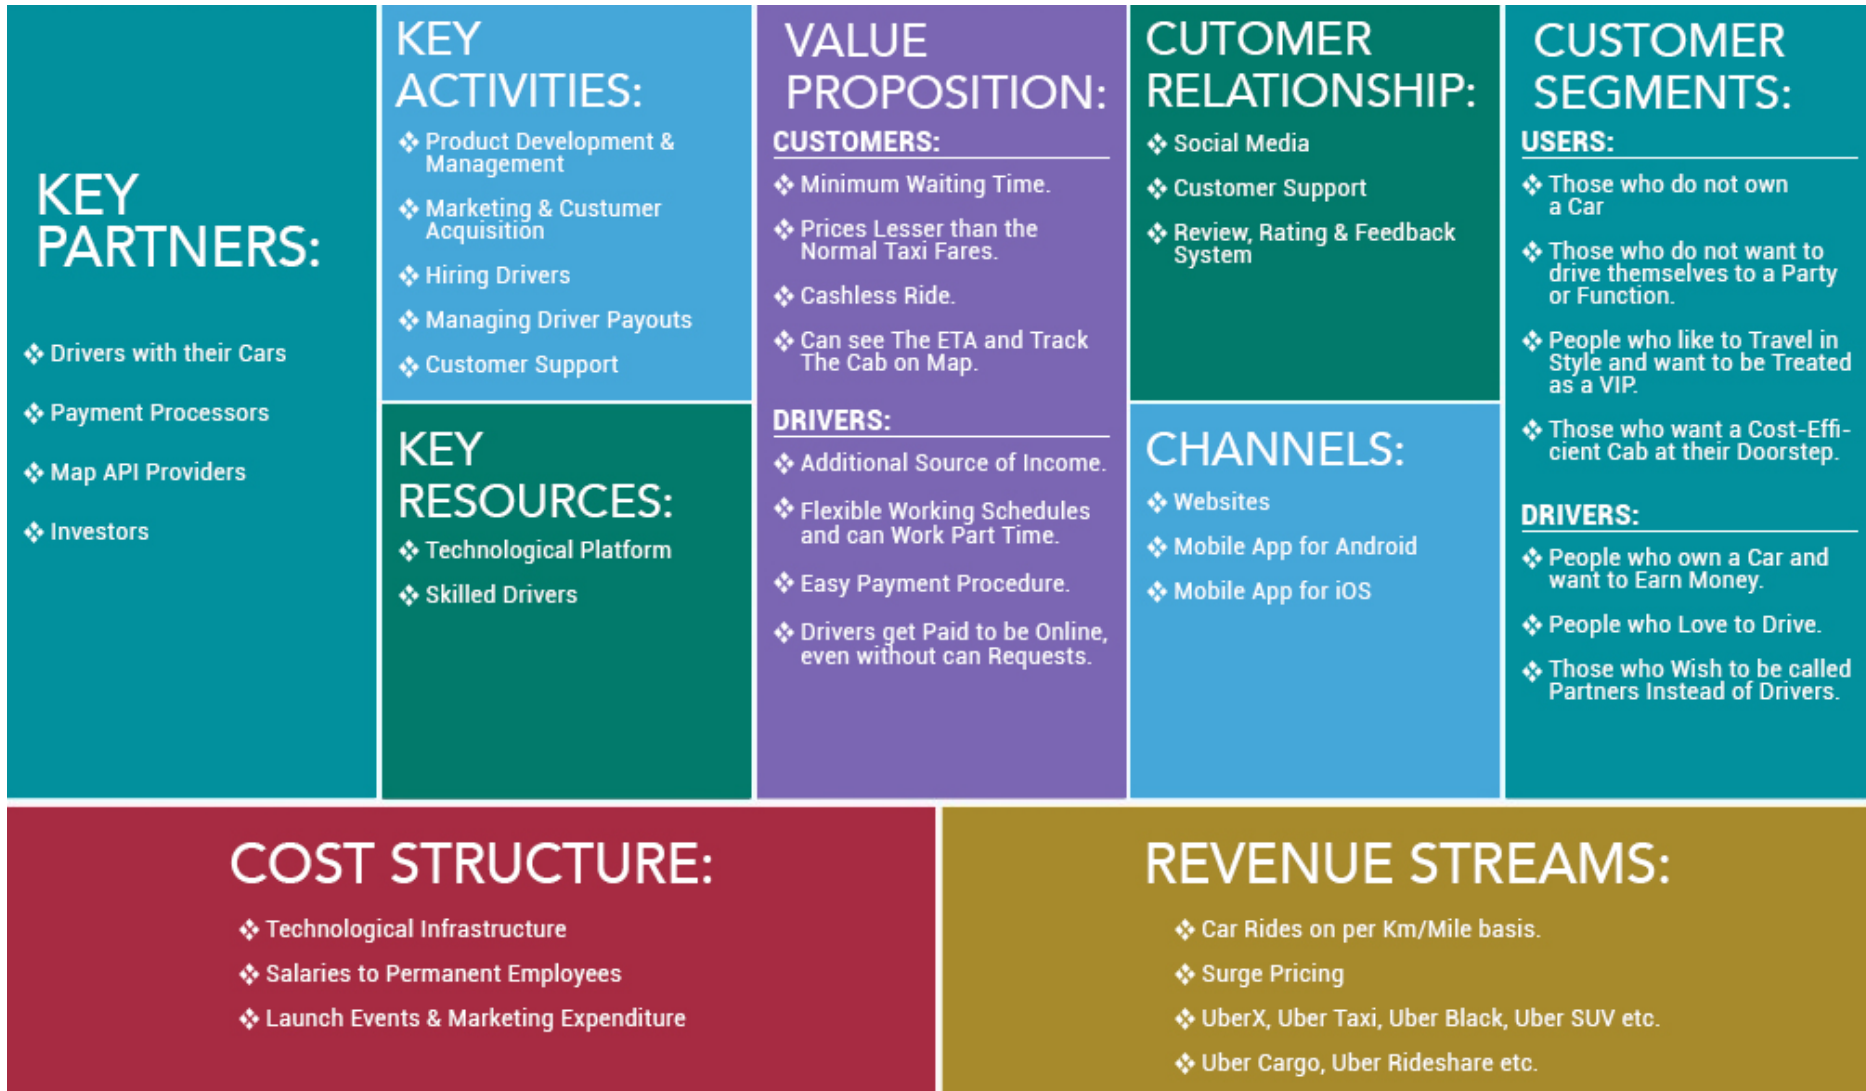 KEY
PARTNERS:
❖ Drivers with their Cars
❖ Payment Processors
❖ Map API Providers
❖ Investors
KEY
ACTIVITIES:
❖ Product Development &
Management
❖ Marketing & Custumer
Acquisition
❖ Hiring Drivers
❖ Managing Driver Payouts
❖ Customer Support
KEY
RESOURCES:
❖ Technological Platform
❖ Skilled Drivers
VALUE
PROPOSITION:
CUSTOMERS:
❖ Minimum Waiting Time.
❖ Prices Lesser than the
Normal Taxi Fares.
❖ Cashless Ride.
❖ Can see The ETA and Track
The Cab on Map.
DRIVERS:
❖ Additional Source of Income.
❖ Flexible Working Schedules
and can Work Part Time.
❖ Easy Payment Procedure.
❖ Drivers get Paid to be Online,
even without can Requests.
CUTOMER
RELATIONSHIP:
❖ Social Media
❖ Customer Support
❖ Review, Rating & Feedback
System
CHANNELS:
❖ Websites
❖ Mobile App for Android
❖ Mobile App for iOS
CUSTOMER
SEGMENTS:
USERS:
❖ Those who do not own
a Car
❖ Those who do not want to
drive themselves to a Party
or Function.
❖ People who like to Travel in
Style and want to be Treated
as a VIP.
❖ Those who want a Cost-Effi-
cient Cab at their Doorstep.
DRIVERS:
❖ People who own a Car and
want to Earn Money.
❖ People who Love to Drive.
❖ Those who Wish to be called
Partners Instead of Drivers.
COST STRUCTURE:
❖ Technological Infrastructure
❖ Salaries to Permanent Employees
❖ Launch Events & Marketing Expenditure
REVENUE STREAMS:
❖ Car Rides on per Km/Mile basis.
❖ Surge Pricing
❖ UberX, Uber Taxi, Uber Black, Uber SUV etc.
❖ Uber Cargo, Uber Rideshare etc.